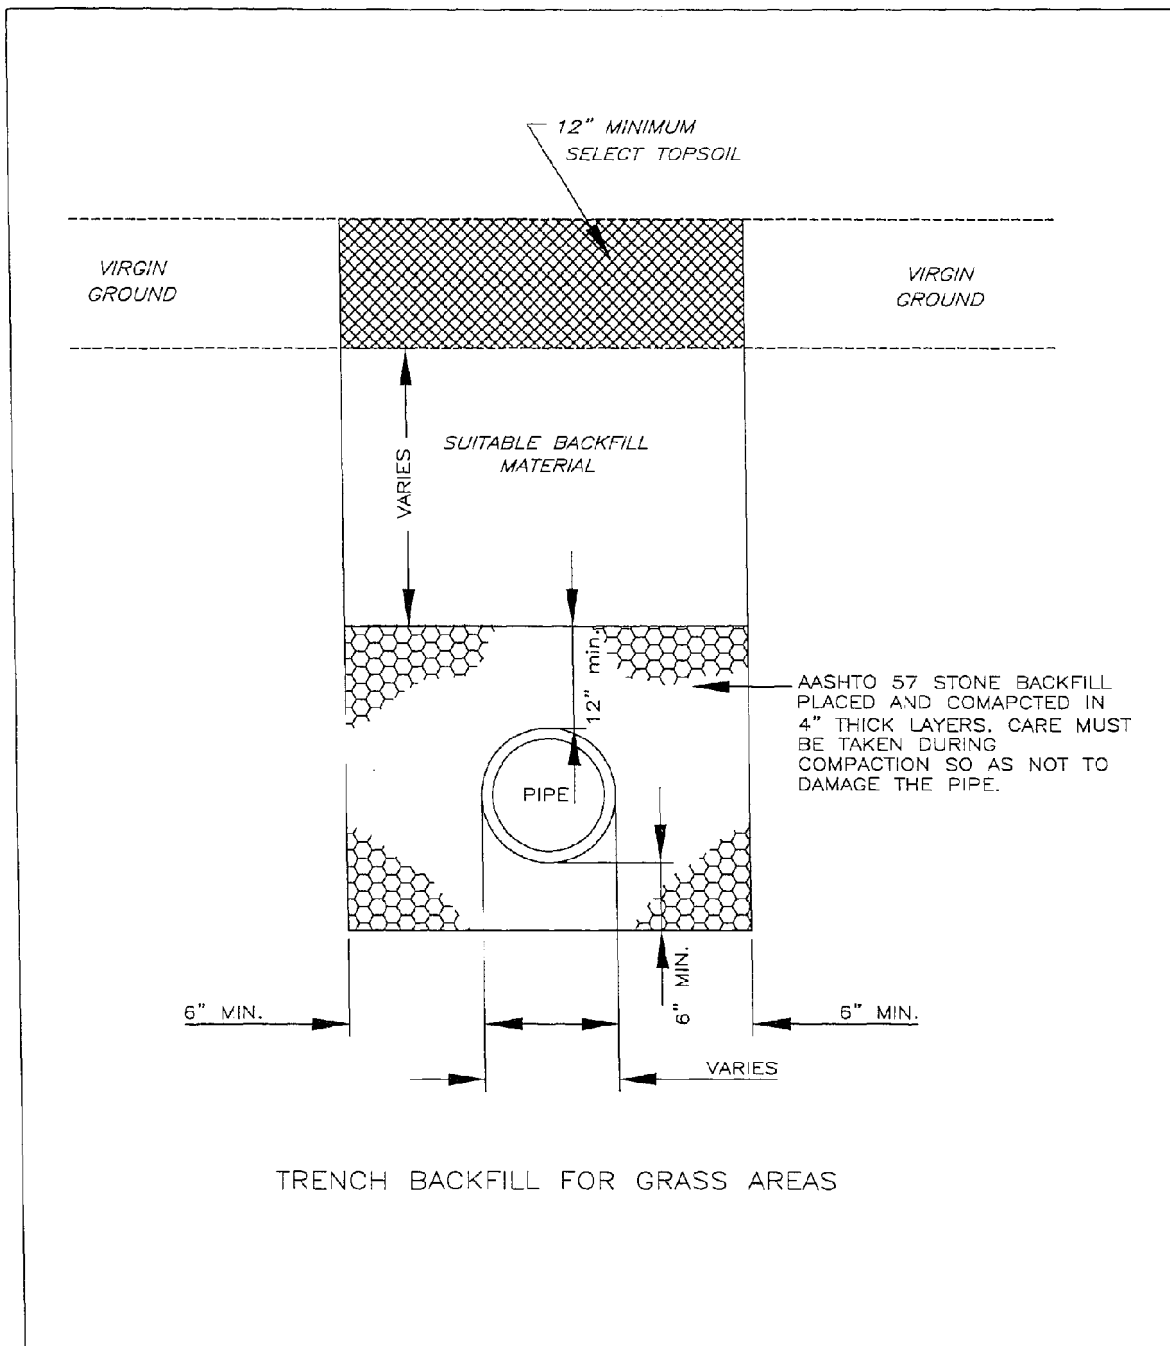 12" MINIMUM
SELECT TOPSOIL
VIRGIN
GROUND
VIRGIN
GROUND
VARIES
SUITABLE BACKFILL
MATERIAL
12" min.
AASHTO 57 STONE BACKFILL
PLACED AND COMAPCTED IN
4" THICK LAYERS. CARE MUST
BE TAKEN DURING
COMPACTION SO AS NOT TO
DAMAGE THE PIPE.
PIPE
6" MIN.
6" MIN.
6" MIN.
VARIES
TRENCH BACKFILL FOR GRASS AREAS